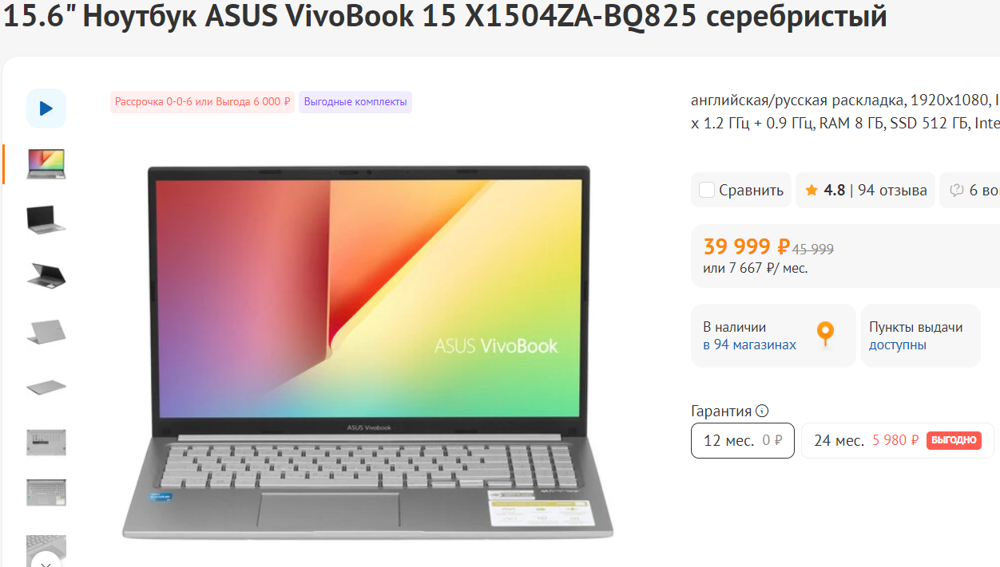 15.6" Ноутбук ASUS VivoBook 15 X1504ZA-BQ825 серебристый
Рассрочка 0-0-6 или Выгода 6 000 ₽
Выгодные комплекты
английская/русская раскладка, 1920x1080, I
x 1.2 ГГц + 0.9 ГГц, RAM 8 ГБ, SSD 512 ГБ, Inte
Сравнить
4.8 | 94 отзыва
6 во
39 999 ₽ 45 999
или 7 667 ₽/ мес.
В наличии
в 94 магазинах
Пункты выдачи
доступны
ASUS VivoBook
ASUS Vivobook
Гарантия
12 мес. 0 ₽
24 мес. 5 980 ₽ ВЫГОДНО